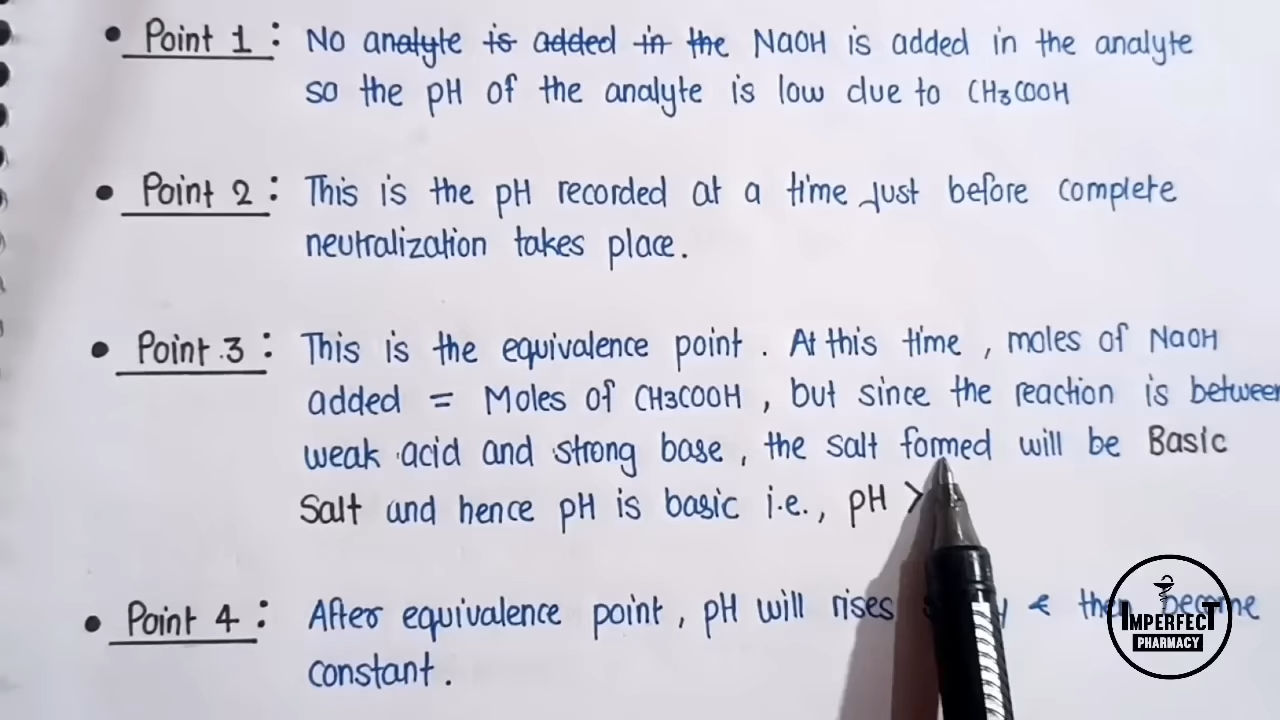 • Point 1 : No analyte is added in the NaOH is added in the analyte
so the pH of the analyte is low due to CH3COOH
• Point 2 : This is the pH recorded at a time just before complete
neutralization takes place.
• Point 3 : This is the equivalence point. At this time, moles of NaOH
added = Moles of CH3COOH, but since the reaction is between
weak acid and strong base, the salt formed will be Basic
Salt and hence pH is basic i.e., pH >
• Point 4 : After equivalence point, pH will rises & then become
constant.
IMPERFECT
PHARMACY